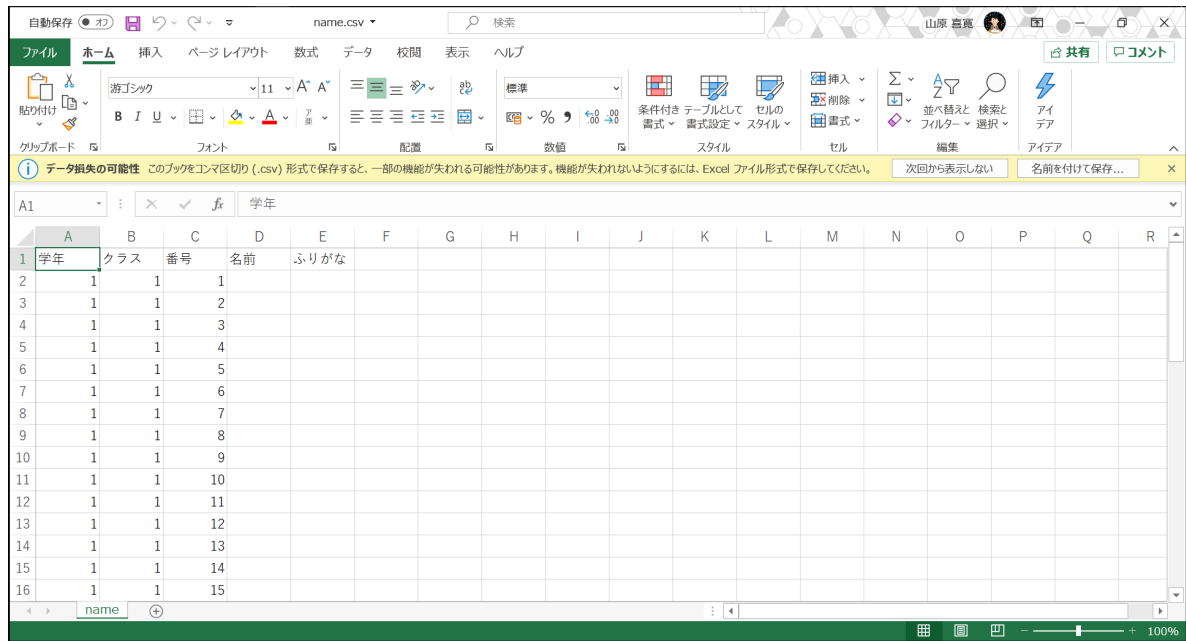 自動保存 オフ name.csv 検索 山原 喜寛
ファイル ホーム 挿入 ページ レイアウト 数式 データ 校閲 表示 ヘルプ 共有 コメント
貼り付け 游ゴシック 11 A A 標準 条件付き 書式 テーブルとして 書式設定 セルの スタイル 挿入 削除 書式 並べ替えと フィルター 検索と 選択 アイ デア
B I U A ア 亜 % 
クリップボード フォント 配置 数値 スタイル セル 編集 アイデア
データ損失の可能性 このブックをコンマ区切り (.csv) 形式で保存すると、一部の機能が失われる可能性があります。機能が失われないようにするには、Excel ファイル形式で保存してください。 次回から表示しない 名前を付けて保存...
A1 fx 学年
A B C D E F G H I J K L M N O P Q R
1 学年 クラス 番号 名前 ふりがな
2 1 1 1
3 1 1 2
4 1 1 3
5 1 1 4
6 1 1 5
7 1 1 6
8 1 1 7
9 1 1 8
10 1 1 9
11 1 1 10
12 1 1 11
13 1 1 12
14 1 1 13
15 1 1 14
16 1 1 15
name
100%